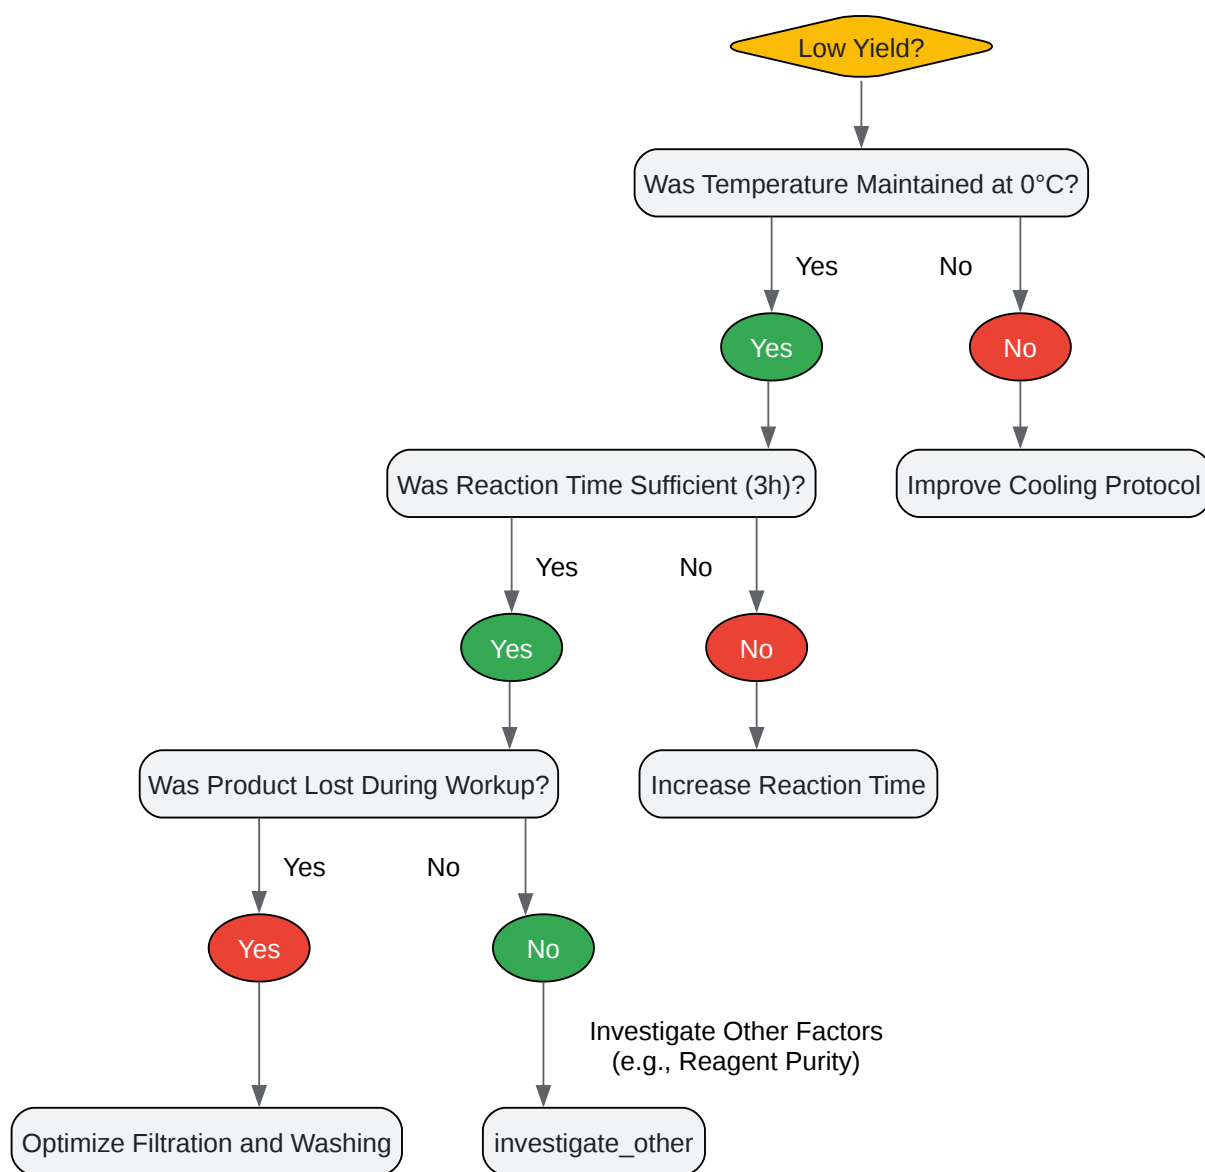 Low Yield?
Was Temperature Maintained at 0°C?
Yes
No
Yes
No
Was Reaction Time Sufficient (3h)?
Improve Cooling Protocol
Yes
No
Yes
No
Was Product Lost During Workup?
Increase Reaction Time
Yes
No
Yes
No
Investigate Other Factors
(e.g., Reagent Purity)
Optimize Filtration and Washing
investigate_other